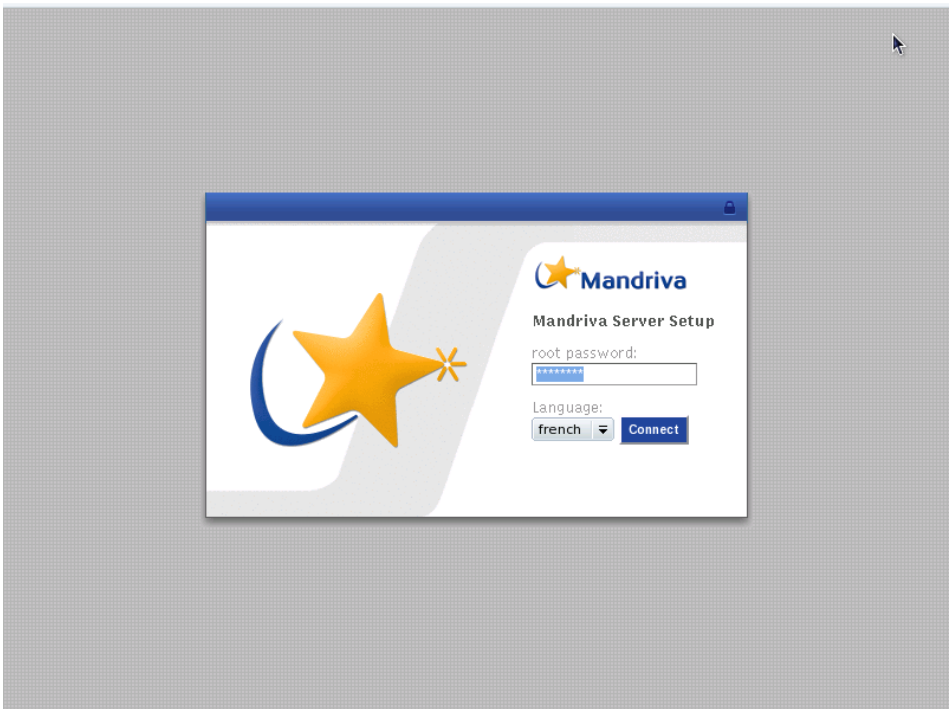 Mandriva
Mandriva Server Setup
root password:
********
Language:
french
Connect